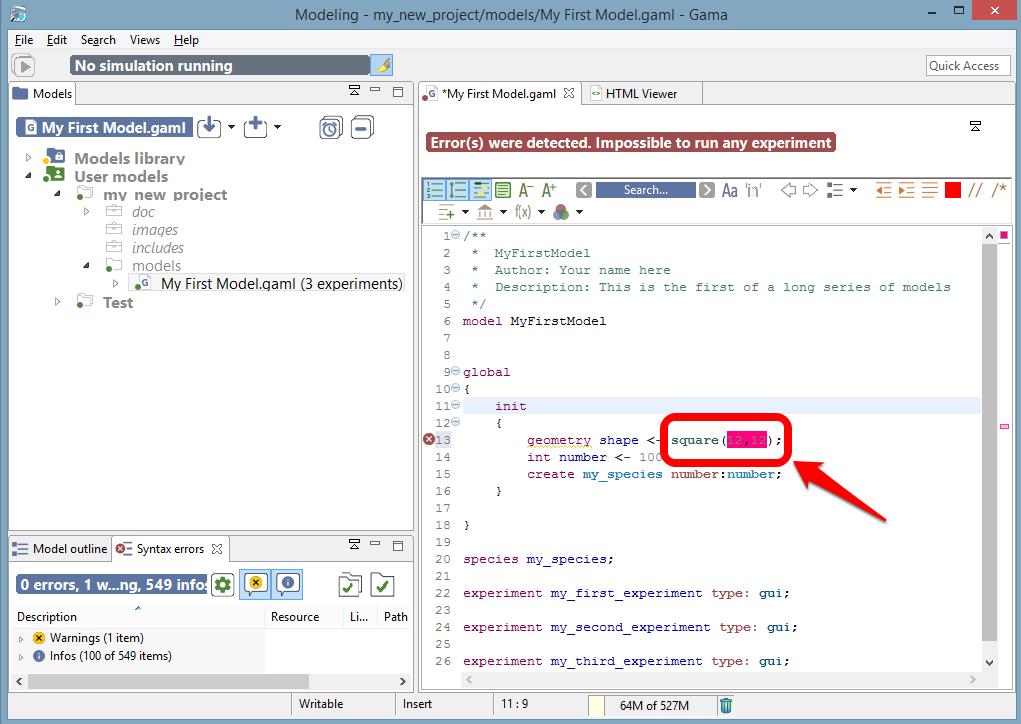 Modeling - my_new_project/models/My First Model.gaml - Gama
File Edit Search Views Help
No simulation running
Quick Access
Models
My First Model.gaml
Models library
User models
my_new_project
doc
images
includes
models
My First Model.gaml (3 experiments)
Test
*My First Model.gaml
HTML Viewer
Error(s) were detected. Impossible to run any experiment
A- A+ Search... Aa 'in' // /*
f(x)
1 /**
2 * MyFirstModel
3 * Author: Your name here
4 * Description: This is the first of a long series of models
5 */
6 model MyFirstModel
7
8
9 global
10 {
11 init
12 {
13 geometry shape <- square(12,12);
14 int number <- 100
15 create my_species number:number;
16 }
17
18 }
19
20 species my_species;
21
22 experiment my_first_experiment type: gui;
23
24 experiment my_second_experiment type: gui;
25
26 experiment my_third_experiment type: gui;
Model outline
Syntax errors
0 errors, 1 w...ng, 549 infos
Description Resource Li... Path
Warnings (1 item)
Infos (100 of 549 items)
Writable Insert 11 : 9 64M of 527M